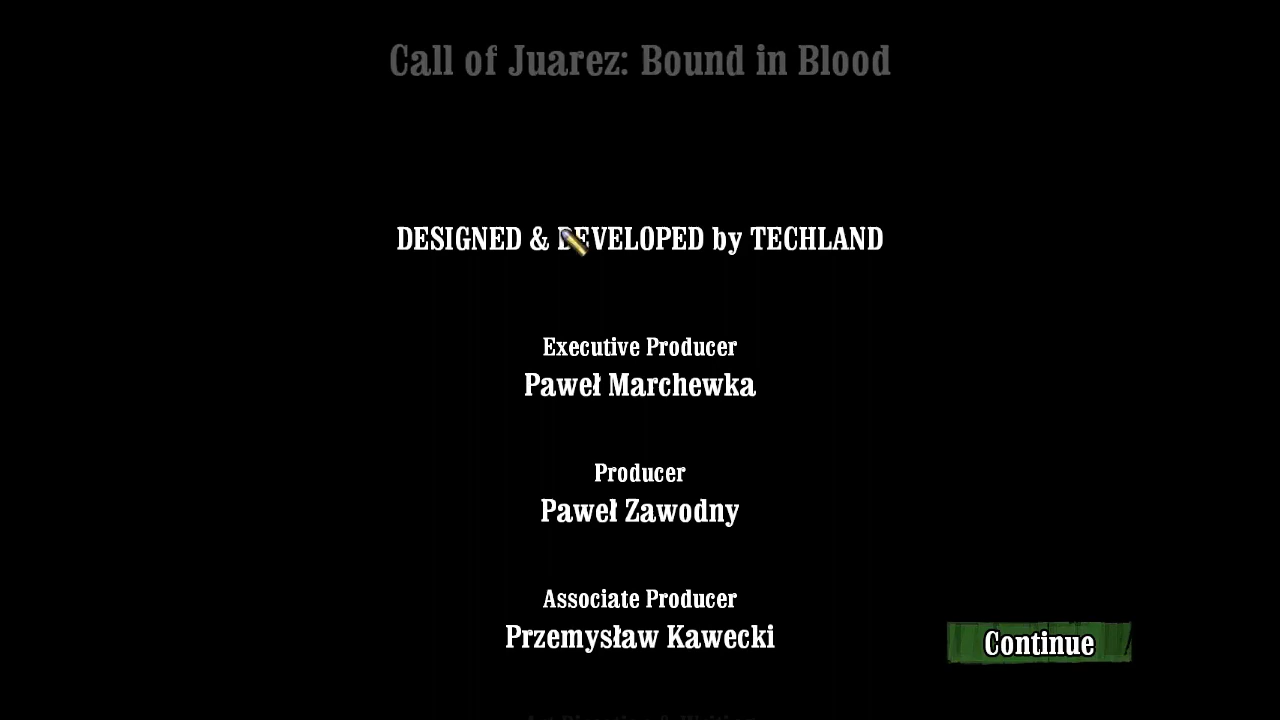 Call of Juarez: Bound in Blood
DESIGNED & DEVELOPED by TECHLAND
Executive Producer
Paweł Marchewka
Producer
Paweł Zawodny
Associate Producer
Przemysław Kawecki
Continue